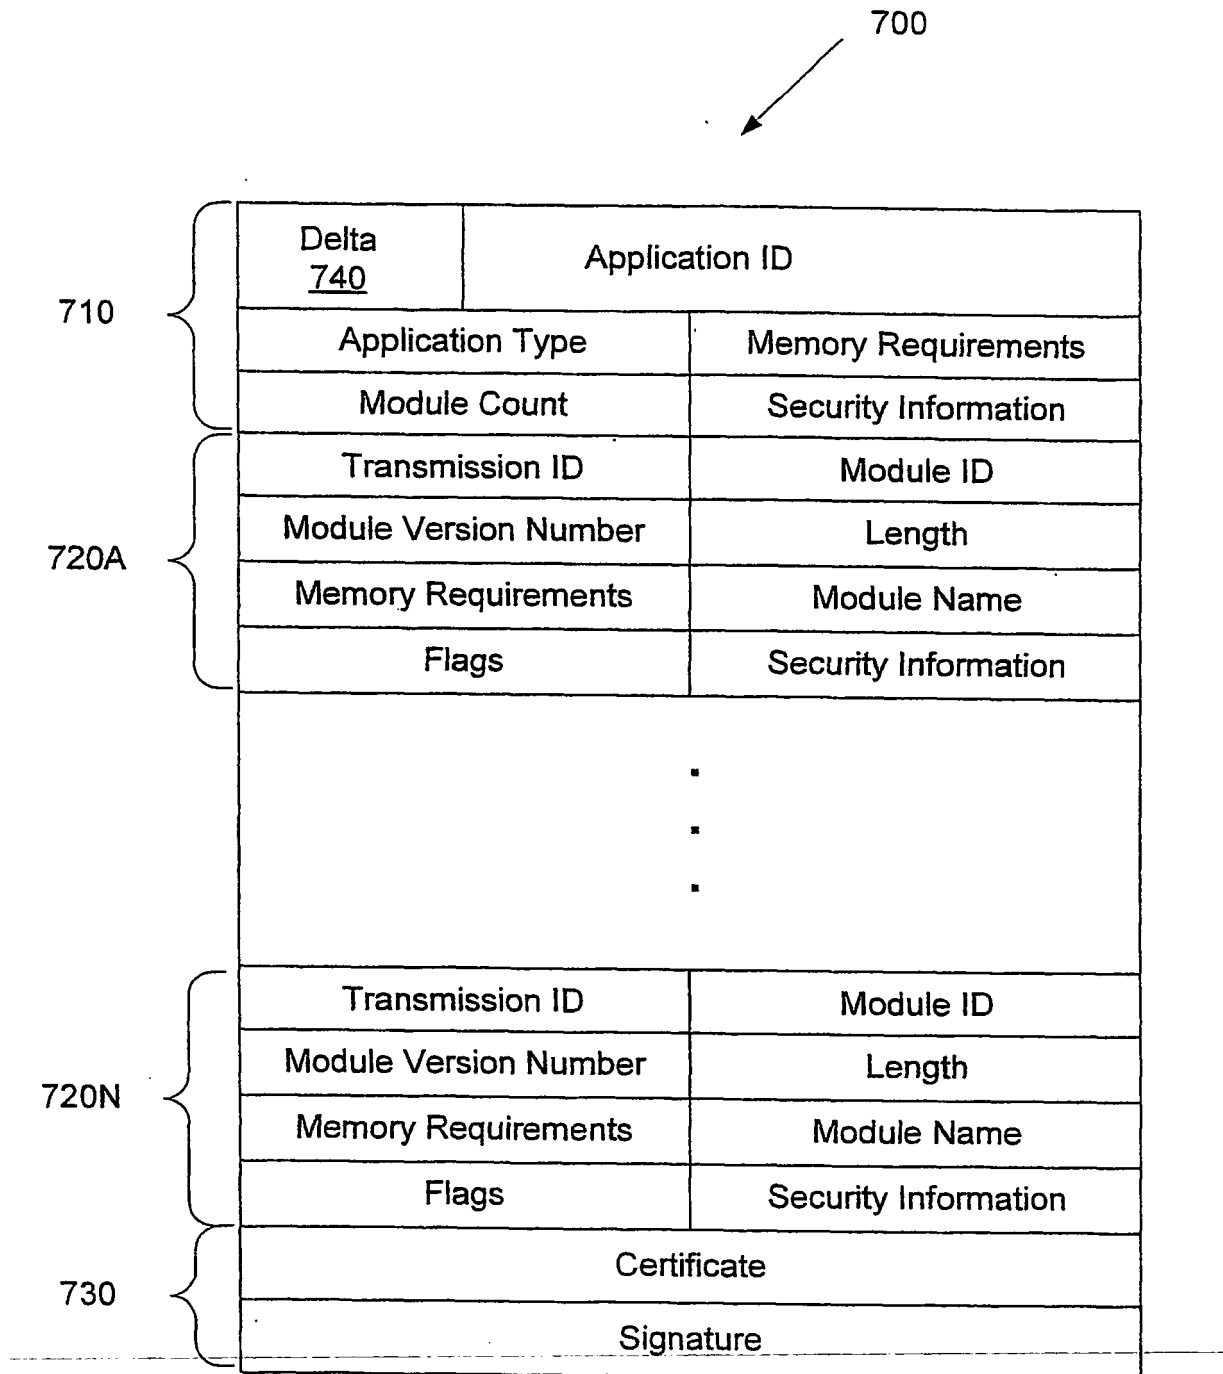 700
Delta
740
Application ID
710
Application Type
Memory Requirements
Module Count
Security Information
Transmission ID
Module ID
Module Version Number
Length
720A
Memory Requirements
Module Name
Flags
Security Information
Transmission ID
Module ID
Module Version Number
Length
720N
Memory Requirements
Module Name
Flags
Security Information
Certificate
730
Signature